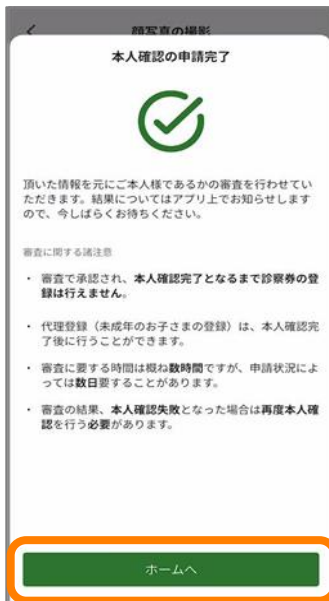 顔写真の撮影
本人確認の申請完了
頂いた情報を元にご本人様であるかの審査を行わせてい
ただきます。結果についてはアプリ上でお知らせします
ので、今しばらくお待ちください。
審査に関する諸注意
・ 審査で承認され、本人確認完了となるまで診察券の登
録は行えません。
・ 代理登録（未成年のお子さまの登録）は、本人確認完
了後に行うことができます。
・ 審査に要する時間は概ね数時間ですが、申請状況によ
っては数日要することがあります。
・ 審査の結果、本人確認失敗となった場合は再度本人確
認を行う必要があります。
ホームへ